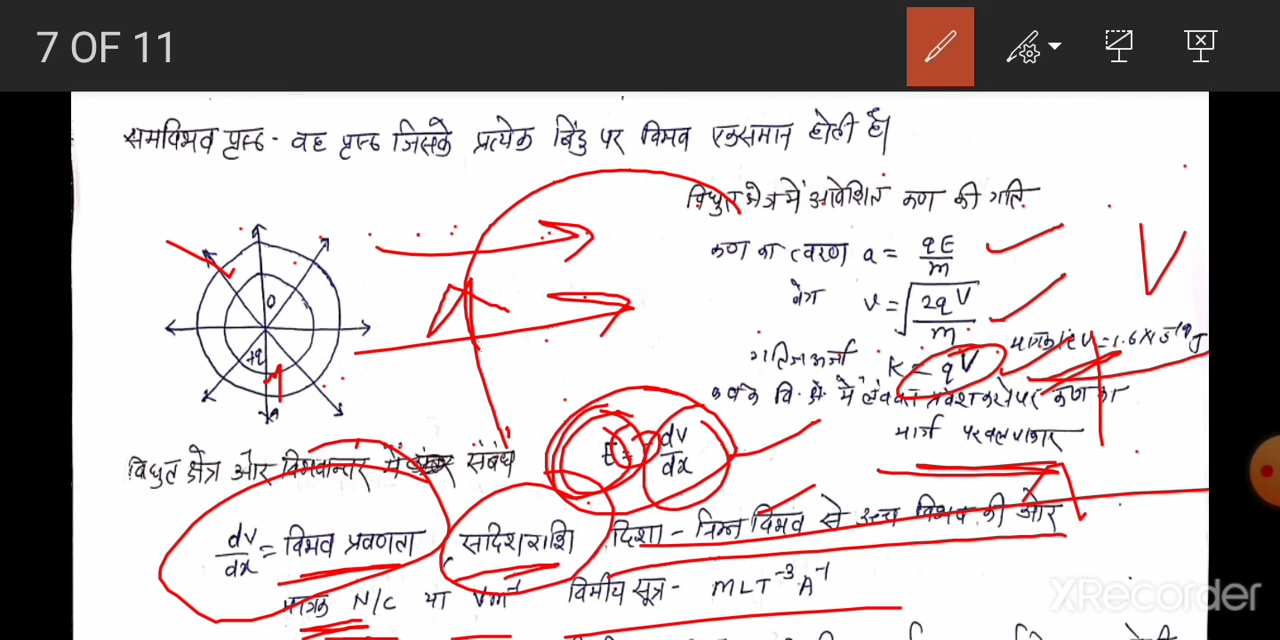 7 OF 11
समविभव पृष्ठ - वह पृष्ठ जिसके प्रत्येक बिंदु पर विभव एकसमान होती है।
विधुत क्षेत्र में आवेशित कण की गति
कण का त्वरण a = qE/m
वेग v = √(2qV/m)
गतिज ऊर्जा K = qV
मात्रक eV = 1.6×10⁻¹⁹J
वि. क्षे. में लंबवत प्रवेश करने पर कण का
मार्ग परवलयाकार
विधुत क्षेत्र और विभवान्तर में संबंध E = dv/dx
dv/dx = विभव प्रवणता सदिश राशि दिशा - निम्न विभव से उच्च विभव की ओर
मात्रक N/C या Vm⁻¹ विमीय सूत्र - MLT⁻³A⁻¹
XRecorder